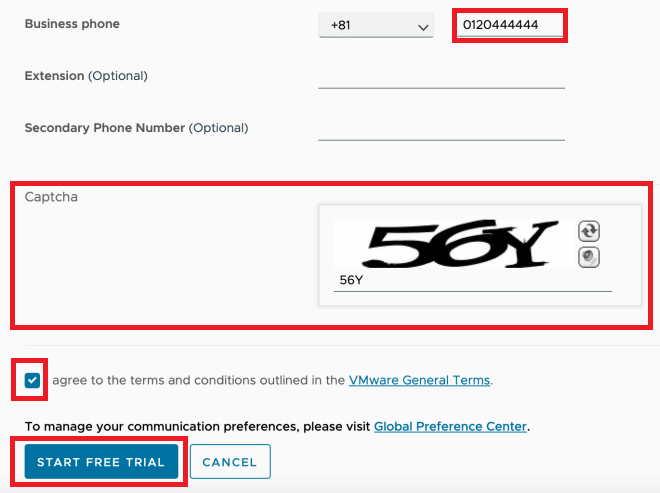 Business phone +81 0120444444
Extension (Optional)
Secondary Phone Number (Optional)
Captcha
56Y
56Y
agree to the terms and conditions outlined in the VMware General Terms.
To manage your communication preferences, please visit Global Preference Center.
START FREE TRIAL CANCEL